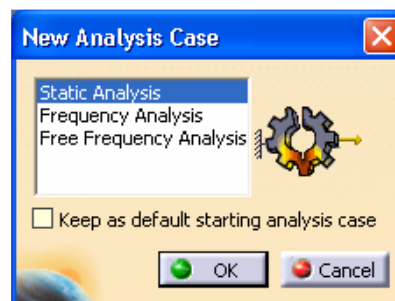 New Analysis Case
Static Analysis
Frequency Analysis
Free Frequency Analysis
Keep as default starting analysis case
OK
Cancel